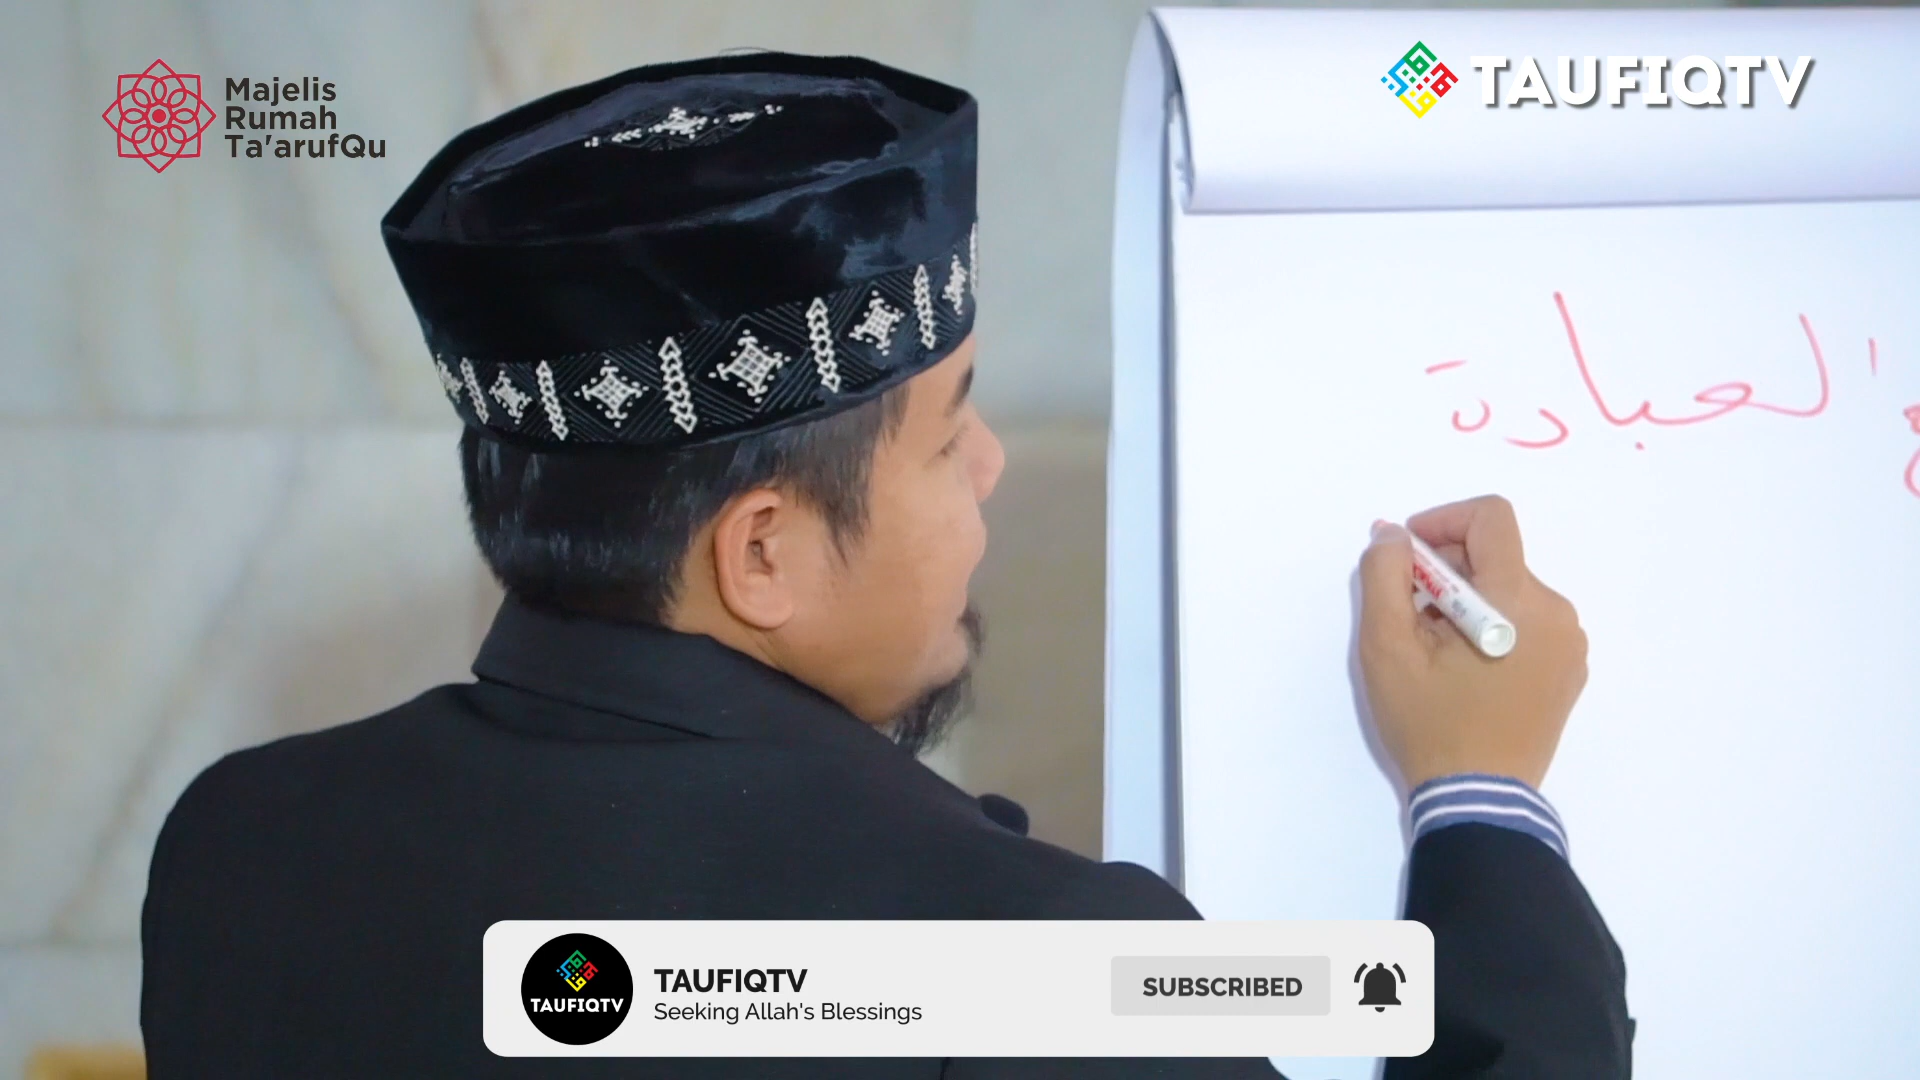 Majelis
Rumah
Ta'arufQu
TAUFIQTV
العبادة
TAUFIQTV
TAUFIQTV
Seeking Allah's Blessings
SUBSCRIBED